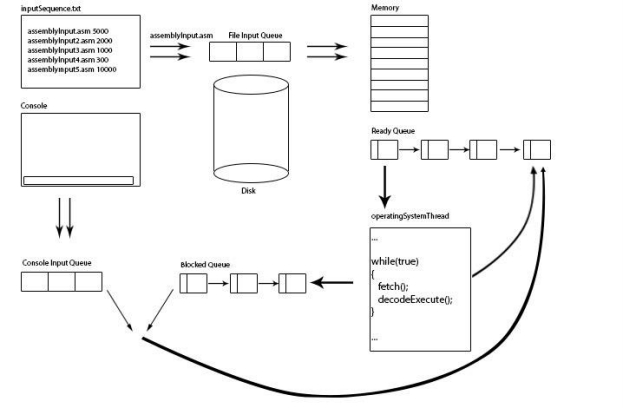 inputSequence.txt
assemblyInput.asm 5000
assemblyInput2.asm 2000
assemblyInput3.asm 1000
assemblyInput4.asm 300
assemblyinput5.asm 10000
assemblyInput.asm
File Input Queue
Memory
Console
Disk
Ready Queue
operatingSystemThread
...
while(true)
{
fetch();
decodeExecute();
}
...
Console Input Queue
Blocked Queue